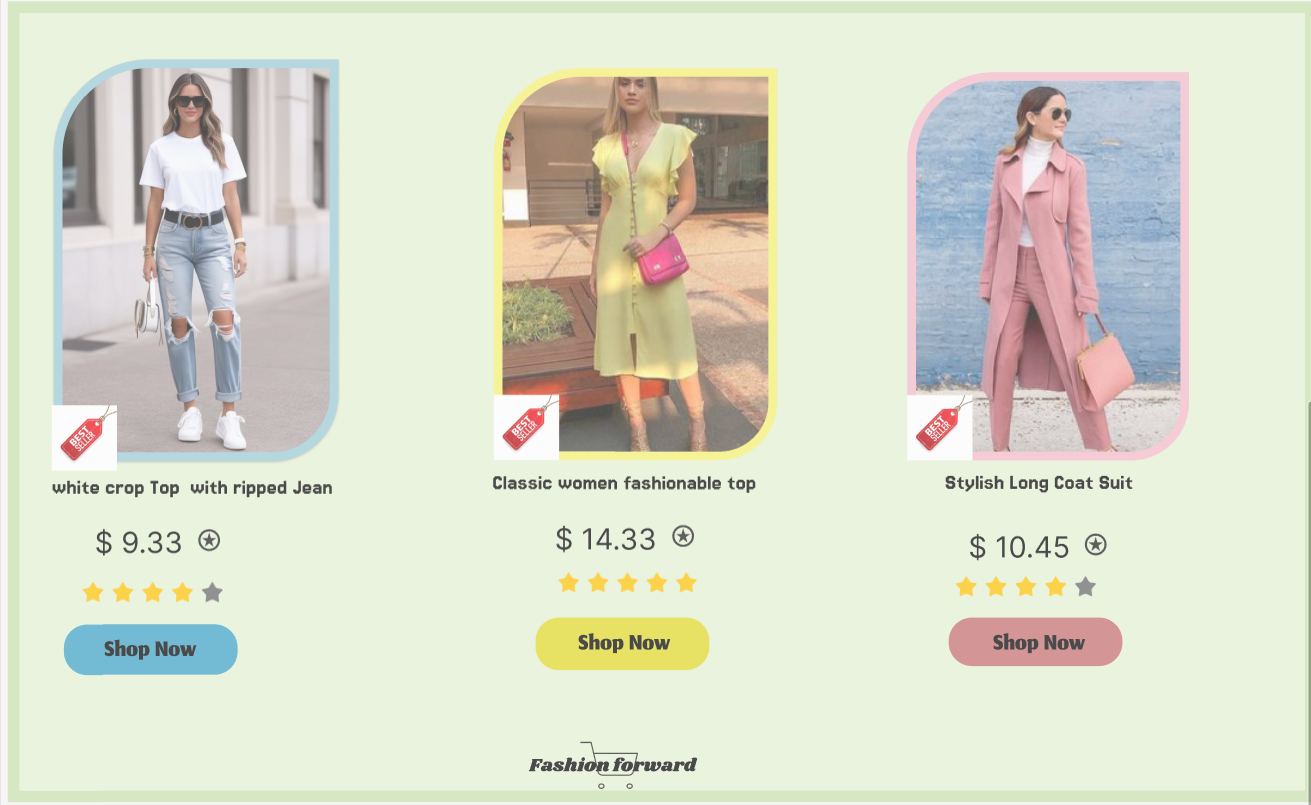 BEST
SELLER
BEST
SELLER
BEST
SELLER
white crop Top  with ripped Jean
Classic women fashionable top
Stylish Long Coat Suit
$ 9.33
$ 14.33
$ 10.45
Shop Now
Shop Now
Shop Now
Fashion forward